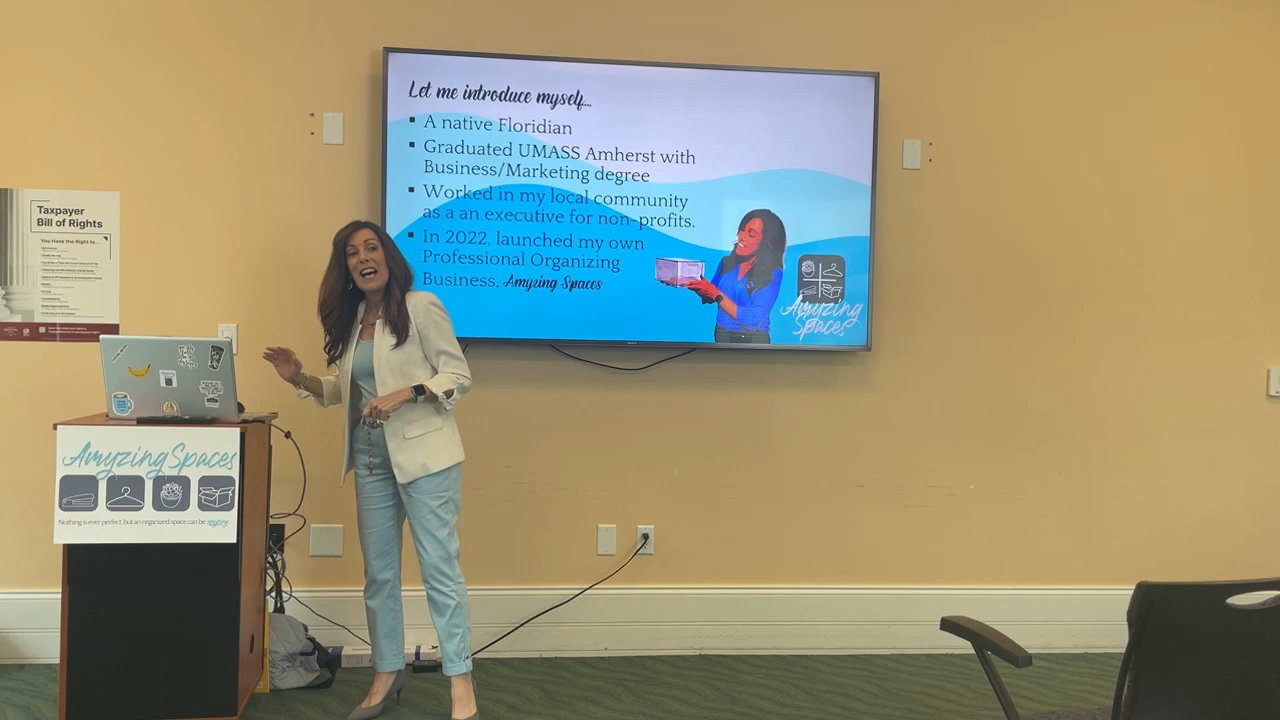 Let me introduce myself...
▪ A native Floridian
▪ Graduated UMASS Amherst with
Business/Marketing degree
▪ Worked in my local community
as a an executive for non-profits.
▪ In 2022, launched my own
Professional Organizing
Business, Amyzing Spaces
Amyzing
Spaces
Taxpayer
Bill of Rights
You Have the Right to...
Amyzing Spaces
Nothing is ever perfect, but an organized space can be amyzing